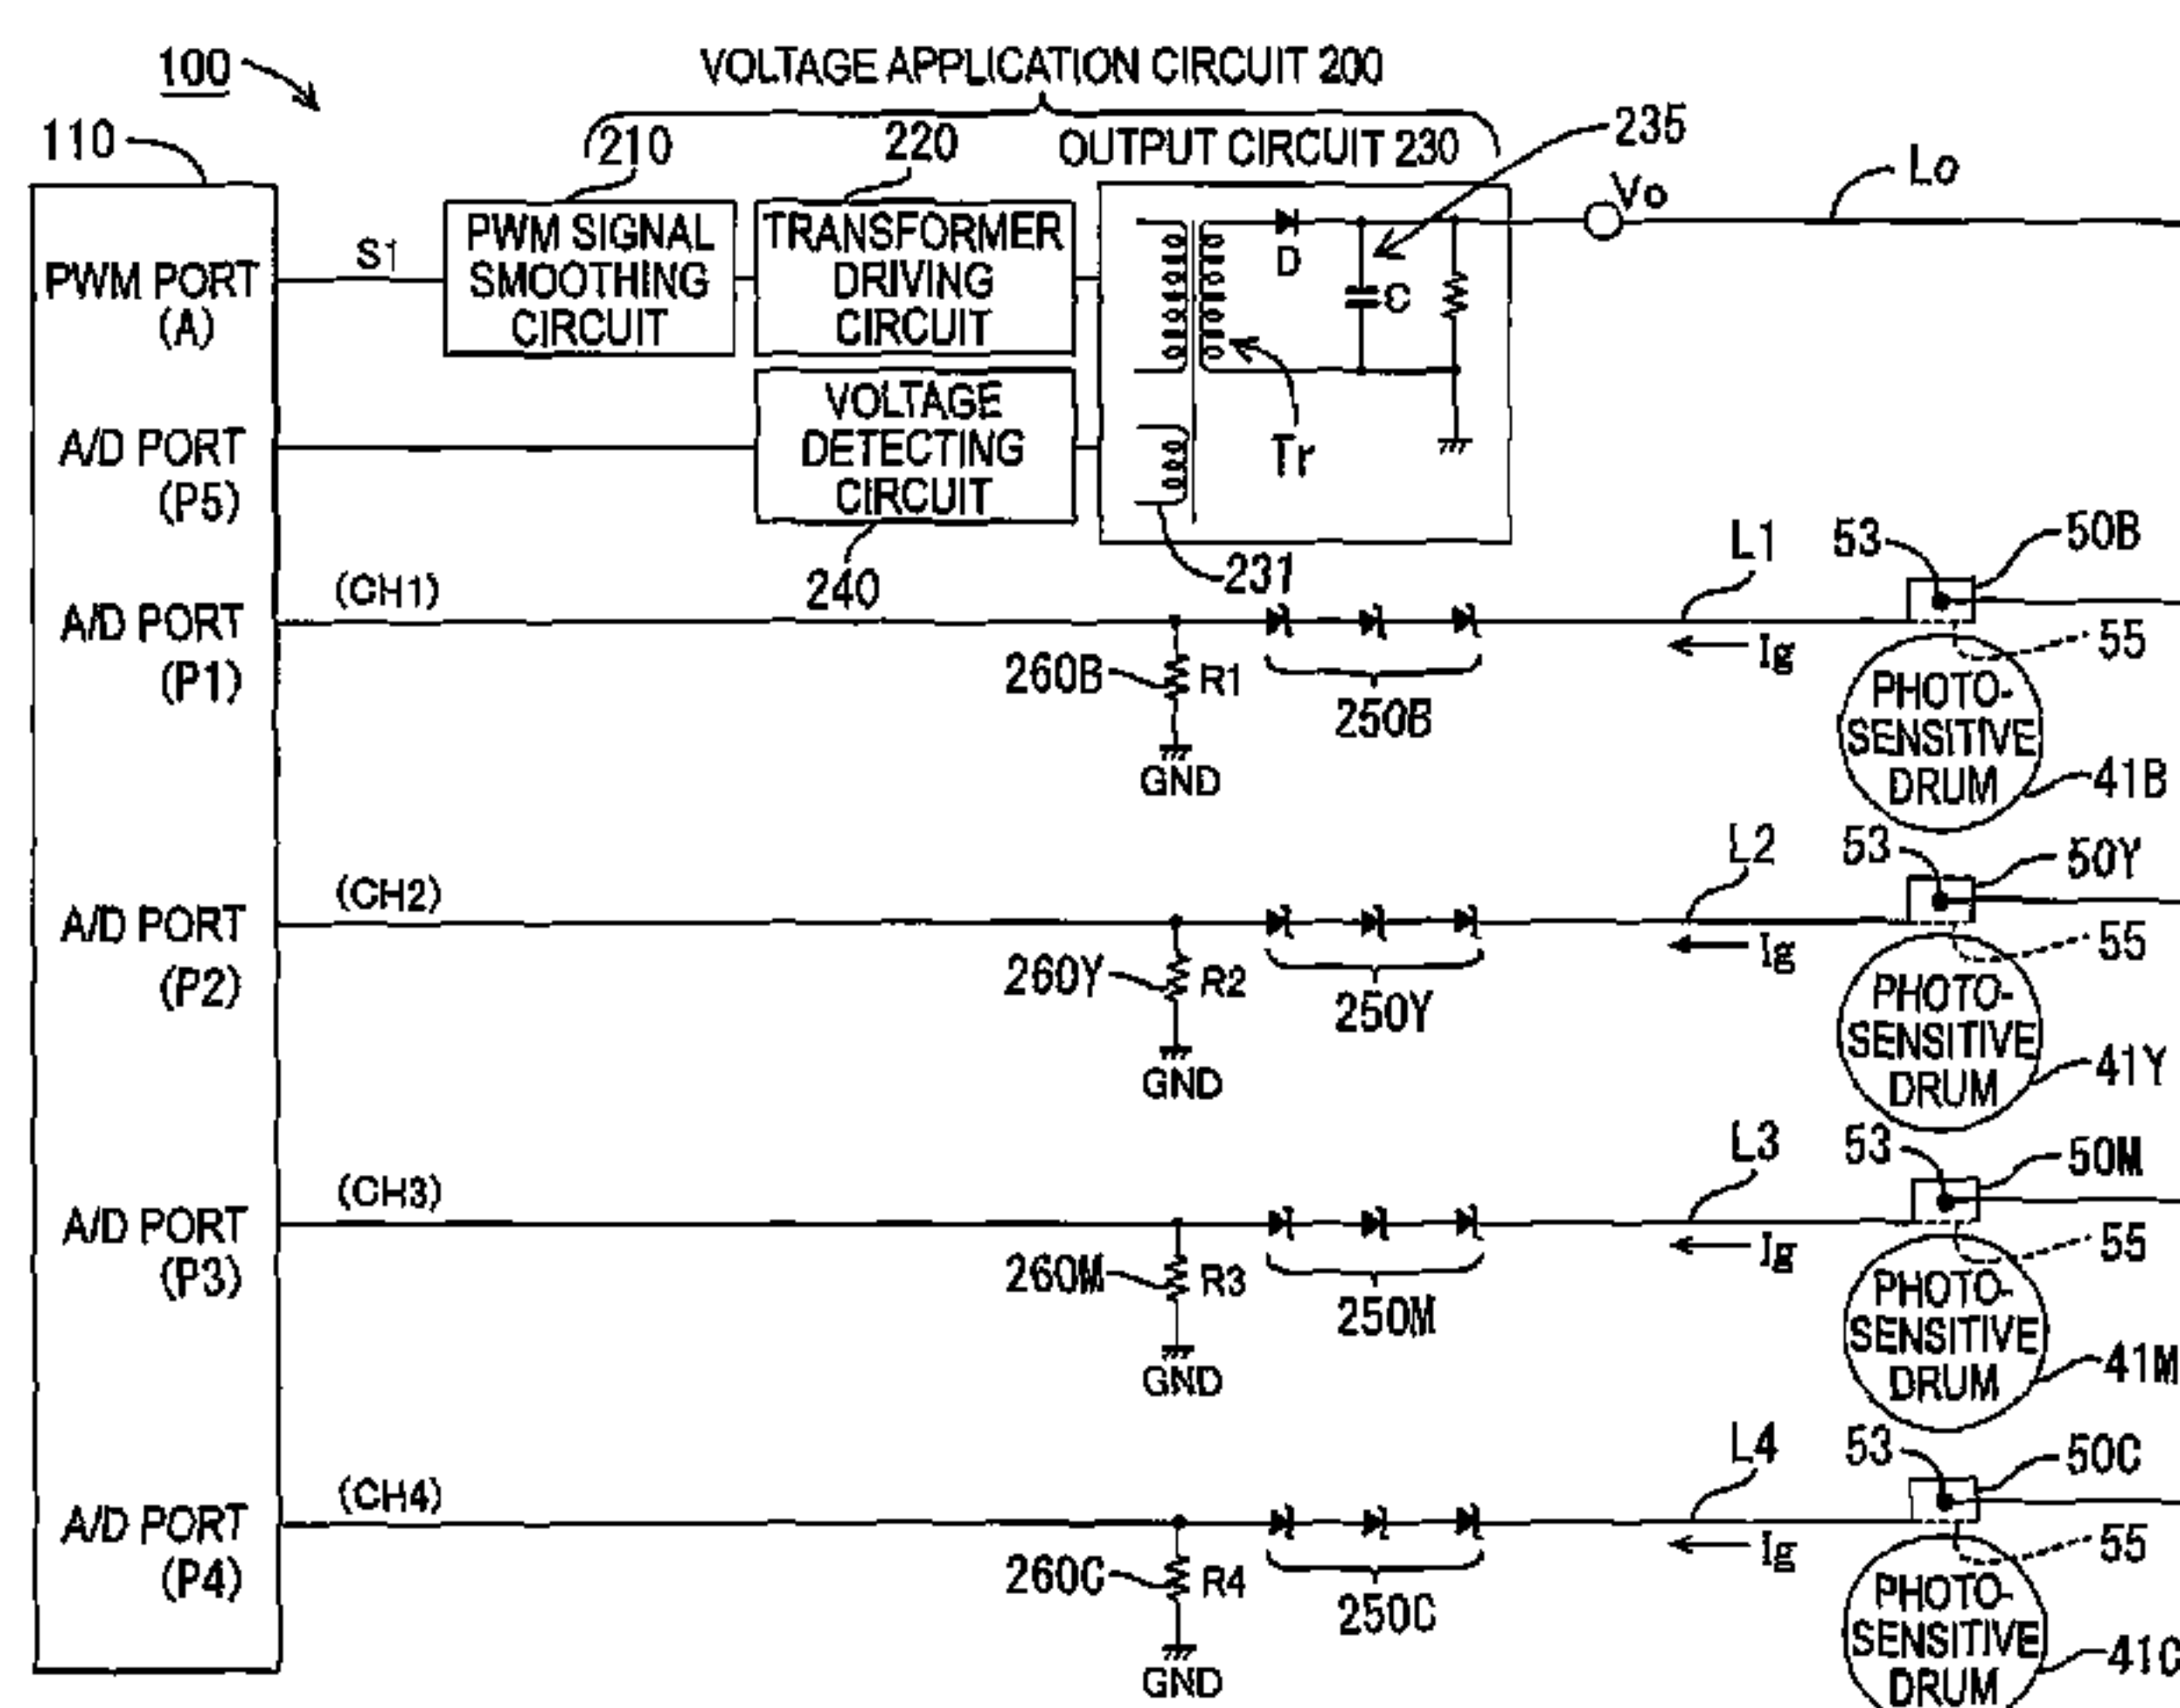 100
VOLTAGE APPLICATION CIRCUIT 200
110
210
220
OUTPUT CIRCUIT 230
235
Vo
Lo
PWM PORT
(A)
S1
PWM SIGNAL
SMOOTHING
CIRCUIT
TRANSFORMER
DRIVING
CIRCUIT
D
C
Tr
A/D PORT
(P5)
VOLTAGE
DETECTING
CIRCUIT
240
231
A/D PORT
(P1)
(CH1)
260B
R1
GND
250B
L1
Ig
53
50B
55
PHOTO-
SENSITIVE
DRUM
41B
A/D PORT
(P2)
(CH2)
260Y
R2
GND
250Y
L2
Ig
53
50Y
55
PHOTO-
SENSITIVE
DRUM
41Y
A/D PORT
(P3)
(CH3)
260M
R3
GND
250M
L3
Ig
53
50M
55
PHOTO-
SENSITIVE
DRUM
41M
A/D PORT
(P4)
(CH4)
260C
R4
GND
250C
L4
Ig
53
50C
55
PHOTO-
SENSITIVE
DRUM
41C